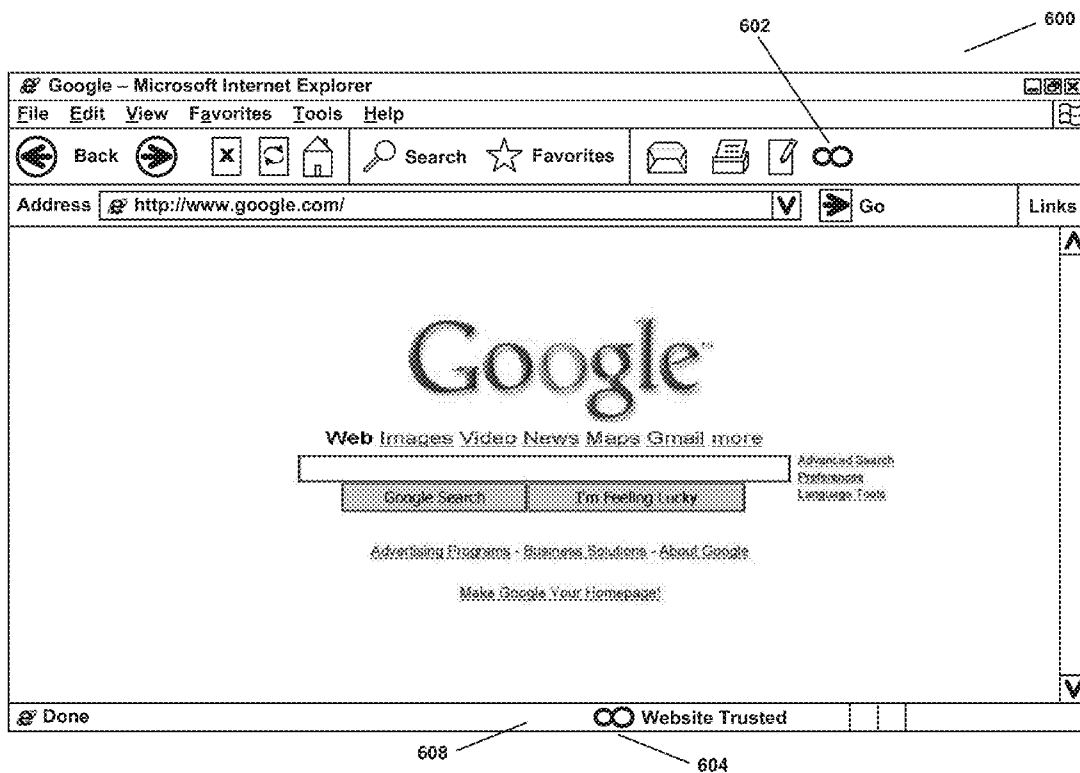 600
602
Google – Microsoft Internet Explorer
File Edit View Favorites Tools Help
Back X Search Favorites
Address http://www.google.com/ Go Links
Google™
Web Images Video News Maps Gmail more
Advanced Search
Preferences
Language Tools
Google Search I'm Feeling Lucky
Advertising Programs - Business Solutions - About Google
Make Google Your Homepage!
Done Website Trusted
608
604